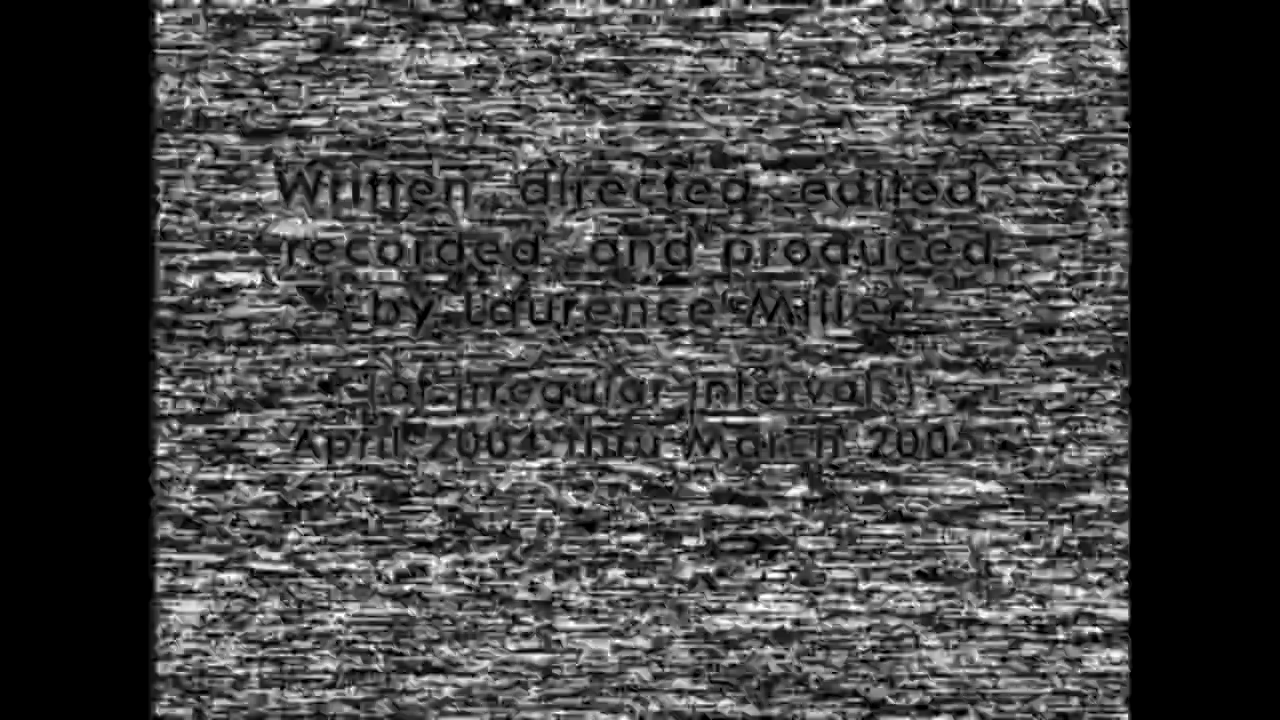 Written, directed, edited,
recorded, and produced
by Laurence Miller
(at irregular intervals)
April 2004 thru March 2005